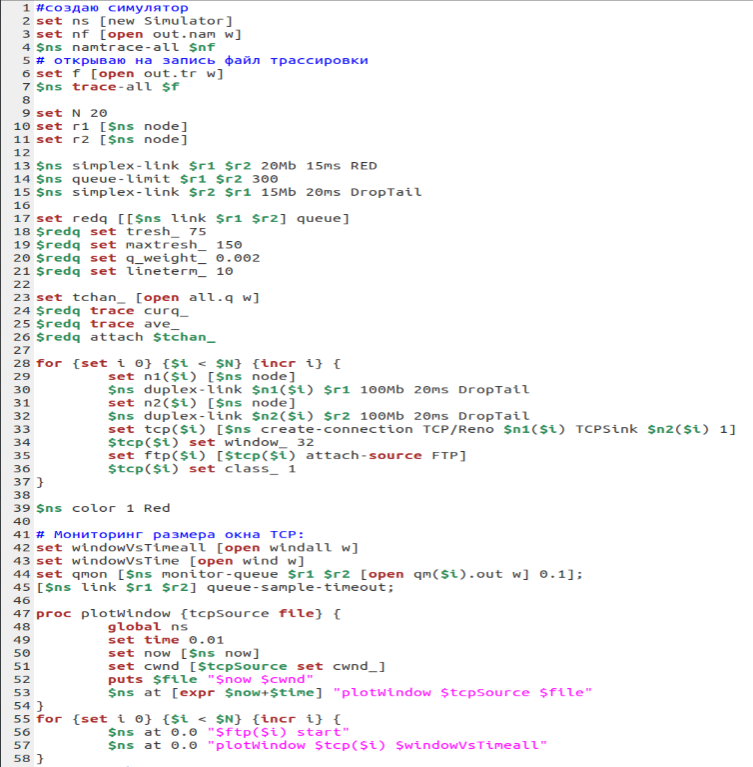 1 #создаю симулятор
2 set ns [new Simulator]
3 set nf [open out.nam w]
4 $ns namtrace-all $nf
5 # открываю на запись файл трассировки
6 set f [open out.tr w]
7 $ns trace-all $f
8
9 set N 20
10 set r1 [$ns node]
11 set r2 [$ns node]
12
13 $ns simplex-link $r1 $r2 20Mb 15ms RED
14 $ns queue-limit $r1 $r2 300
15 $ns simplex-link $r2 $r1 15Mb 20ms DropTail
16
17 set redq [[$ns link $r1 $r2] queue]
18 $redq set tresh_ 75
19 $redq set maxtresh_ 150
20 $redq set q_weight_ 0.002
21 $redq set lineterm_ 10
22
23 set tchan_ [open all.q w]
24 $redq trace curq_
25 $redq trace ave_
26 $redq attach $tchan_
27
28 for {set i 0} {$i < $N} {incr i} {
29 set n1($i) [$ns node]
30 $ns duplex-link $n1($i) $r1 100Mb 20ms DropTail
31 set n2($i) [$ns node]
32 $ns duplex-link $n2($i) $r2 100Mb 20ms DropTail
33 set tcp($i) [$ns create-connection TCP/Reno $n1($i) TCPSink $n2($i) 1]
34 $tcp($i) set window_ 32
35 set ftp($i) [$tcp($i) attach-source FTP]
36 $tcp($i) set class_ 1
37 }
38
39 $ns color 1 Red
40
41 # Мониторинг размера окна TCP:
42 set windowVsTimeall [open windall w]
43 set windowVsTime [open wind w]
44 set qmon [$ns monitor-queue $r1 $r2 [open qm($i).out w] 0.1];
45 [$ns link $r1 $r2] queue-sample-timeout;
46
47 proc plotWindow {tcpSource file} {
48 global ns
49 set time 0.01
50 set now [$ns now]
51 set cwnd [$tcpSource set cwnd_]
52 puts $file "$now $cwnd"
53 $ns at [expr $now+$time] "plotWindow $tcpSource $file"
54 }
55 for {set i 0} {$i < $N} {incr i} {
56 $ns at 0.0 "$ftp($i) start"
57 $ns at 0.0 "plotWindow $tcp($i) $windowVsTimeall"
58 }